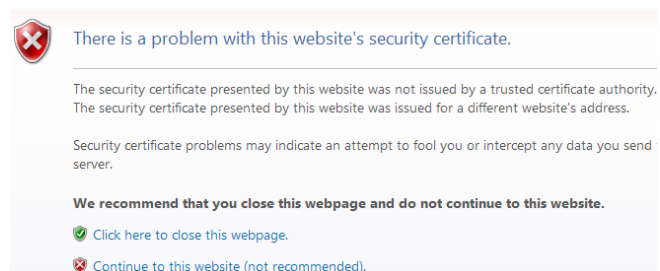 There is a problem with this website's security certificate.
The security certificate presented by this website was not issued by a trusted certificate authority.
The security certificate presented by this website was issued for a different website's address.
Security certificate problems may indicate an attempt to fool you or intercept any data you send
server.
We recommend that you close this webpage and do not continue to this website.
Click here to close this webpage.
Continue to this website (not recommended).